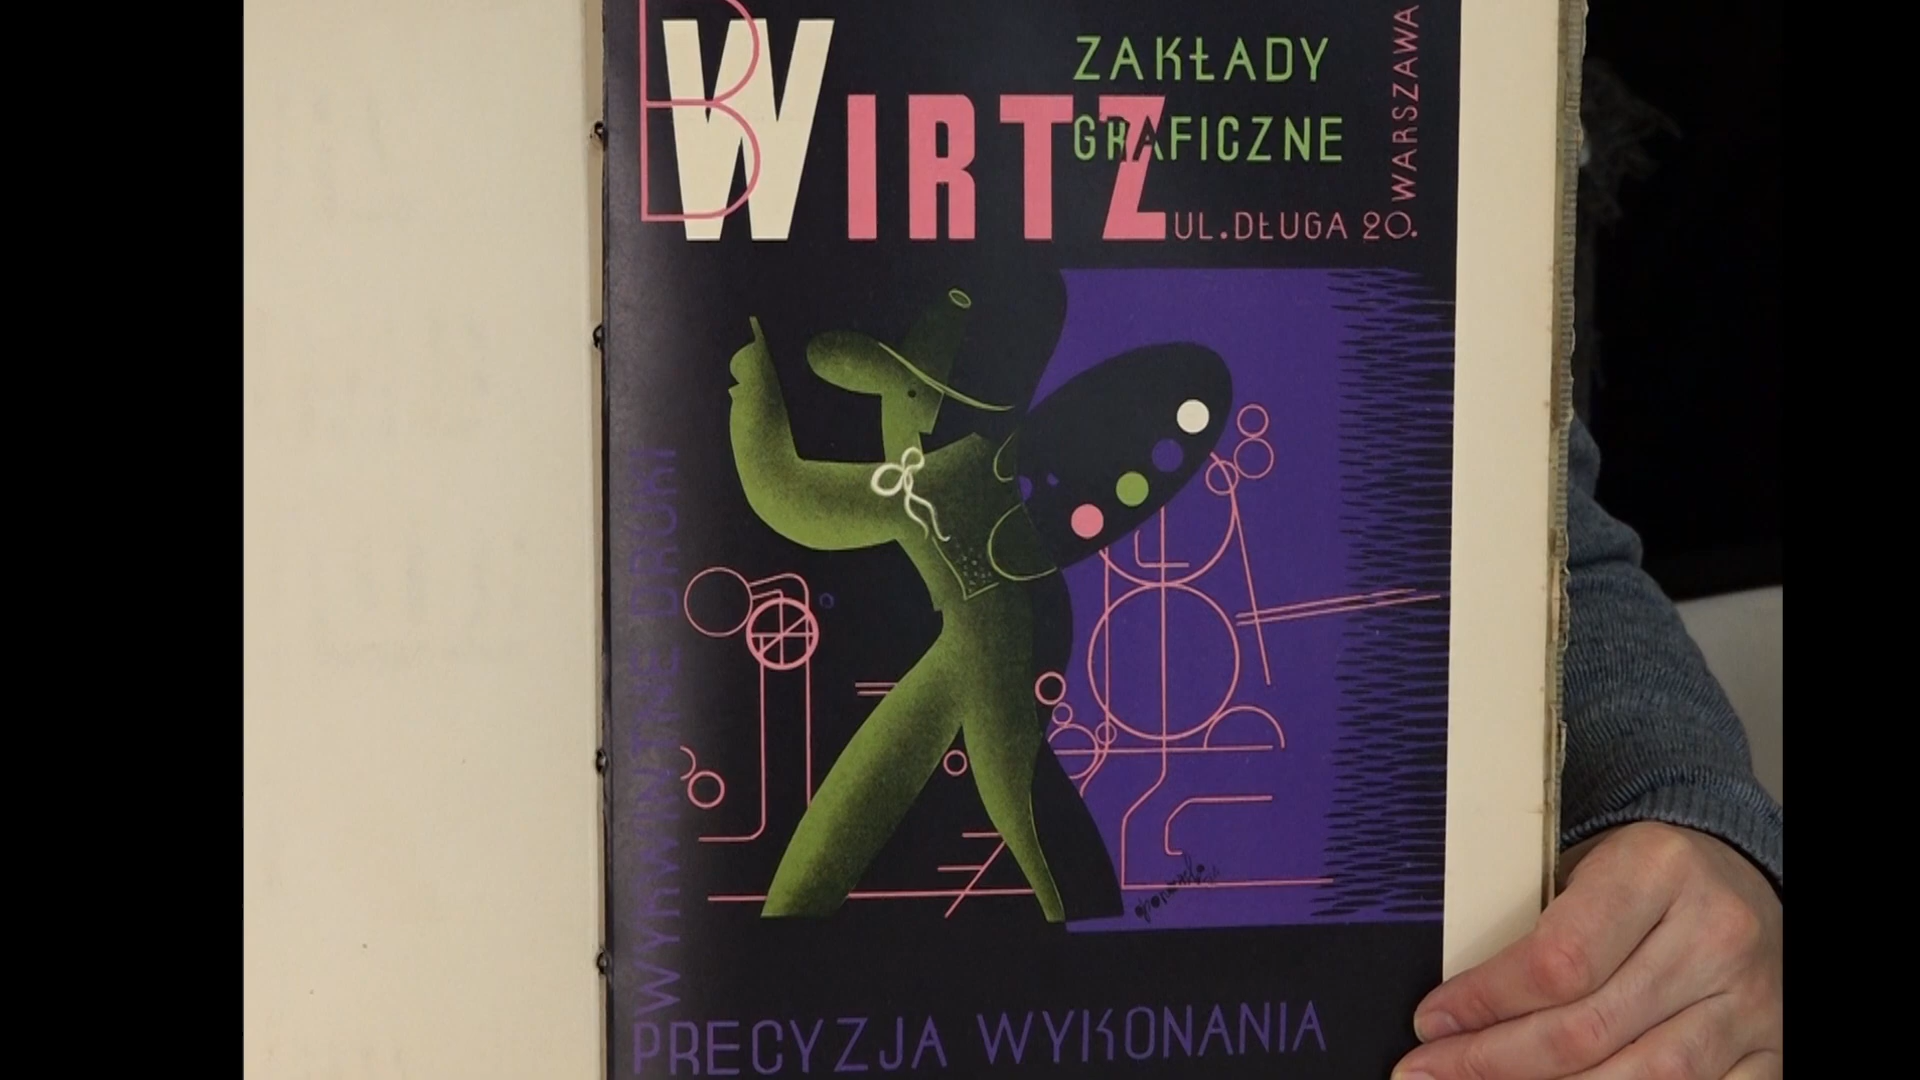 B WIRTZ
ZAKŁADY
GRAFICZNE
WARSZAWA
UL. DŁUGA 20.
WYKWINTNE DRUKI
PRECYZJA WYKONANIA